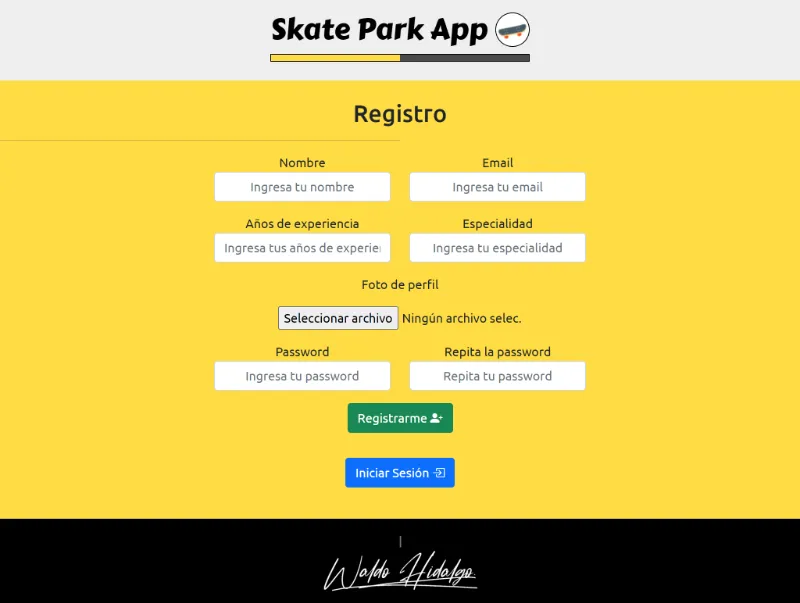 Skate Park App
Registro
Nombre Email
Ingresa tu nombre Ingresa tu email
Años de experiencia Especialidad
Ingresa tus años de experie Ingresa tu especialidad
Foto de perfil
Seleccionar archivo Ningún archivo selec.
Password Repita la password
Ingresa tu password Repita tu password
Registrarme
Iniciar Sesión
Waldo Hidalgo